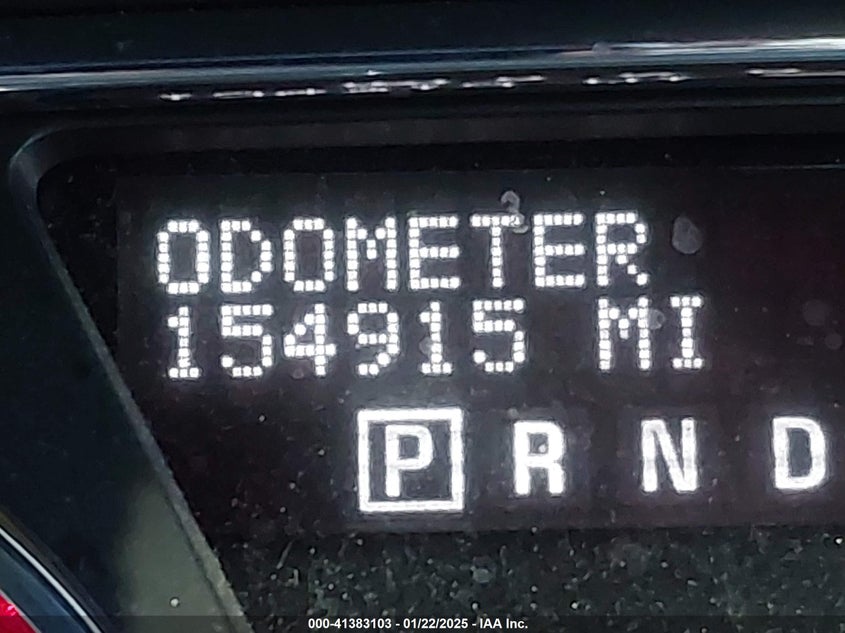 ODOMETER
154915 MI
P R N D
000-41383103 - 01/22/2025 - IAA Inc.